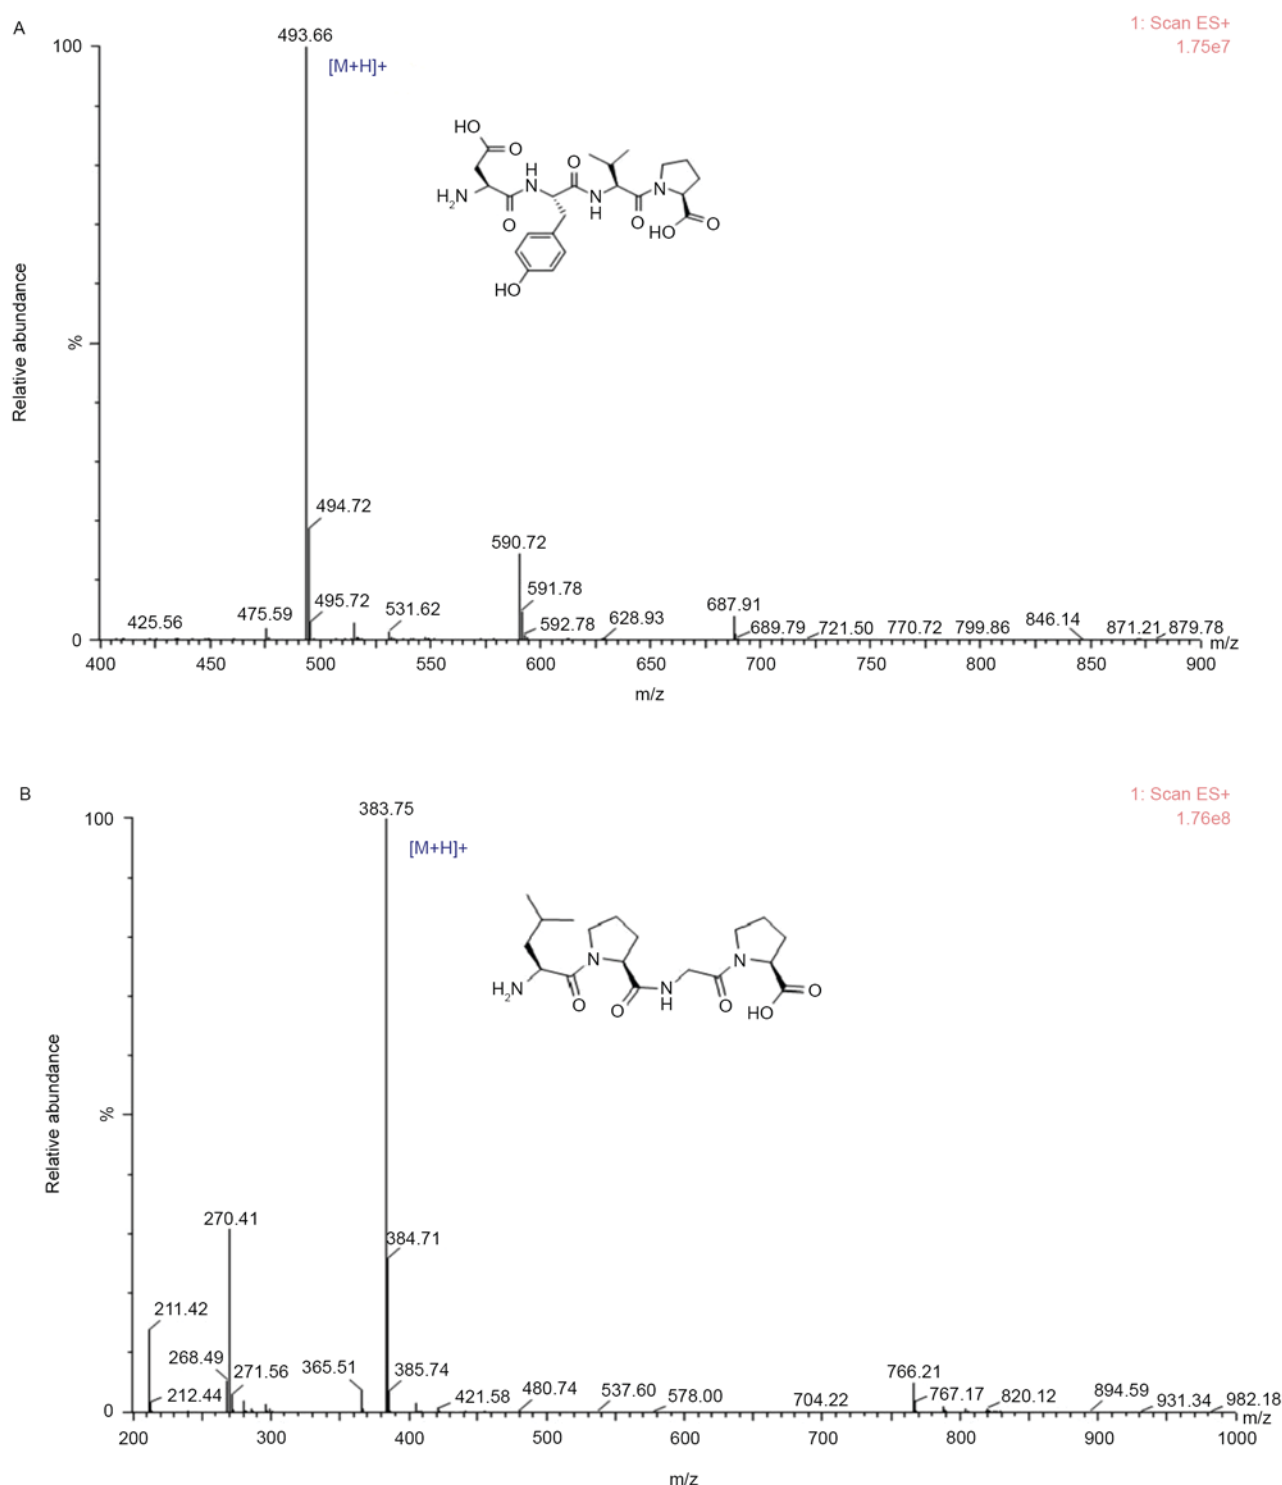 A
1: Scan ES+
1.75e7
100
493.66
[M+H]+
HO
O
H
N
O
H2N
O
N
H
O
N
HO
O
HO
Relative abundance
%
494.72
590.72
591.78
592.78
628.93
687.91
689.79
721.50
770.72
799.86
846.14
871.21
879.78
425.56
475.59
495.72
531.62
0
400
450
500
550
600
650
700
750
800
850
900
m/z
m/z
B
1: Scan ES+
1.76e8
100
383.75
[M+H]+
H2N
O
N
O
N
H
O
N
O
HO
Relative abundance
%
270.41
384.71
211.42
268.49
271.56
212.44
365.51
385.74
421.58
480.74
537.60
578.00
704.22
766.21
767.17
820.12
894.59
931.34
982.18
0
200
300
400
500
600
700
800
900
1000
m/z
m/z